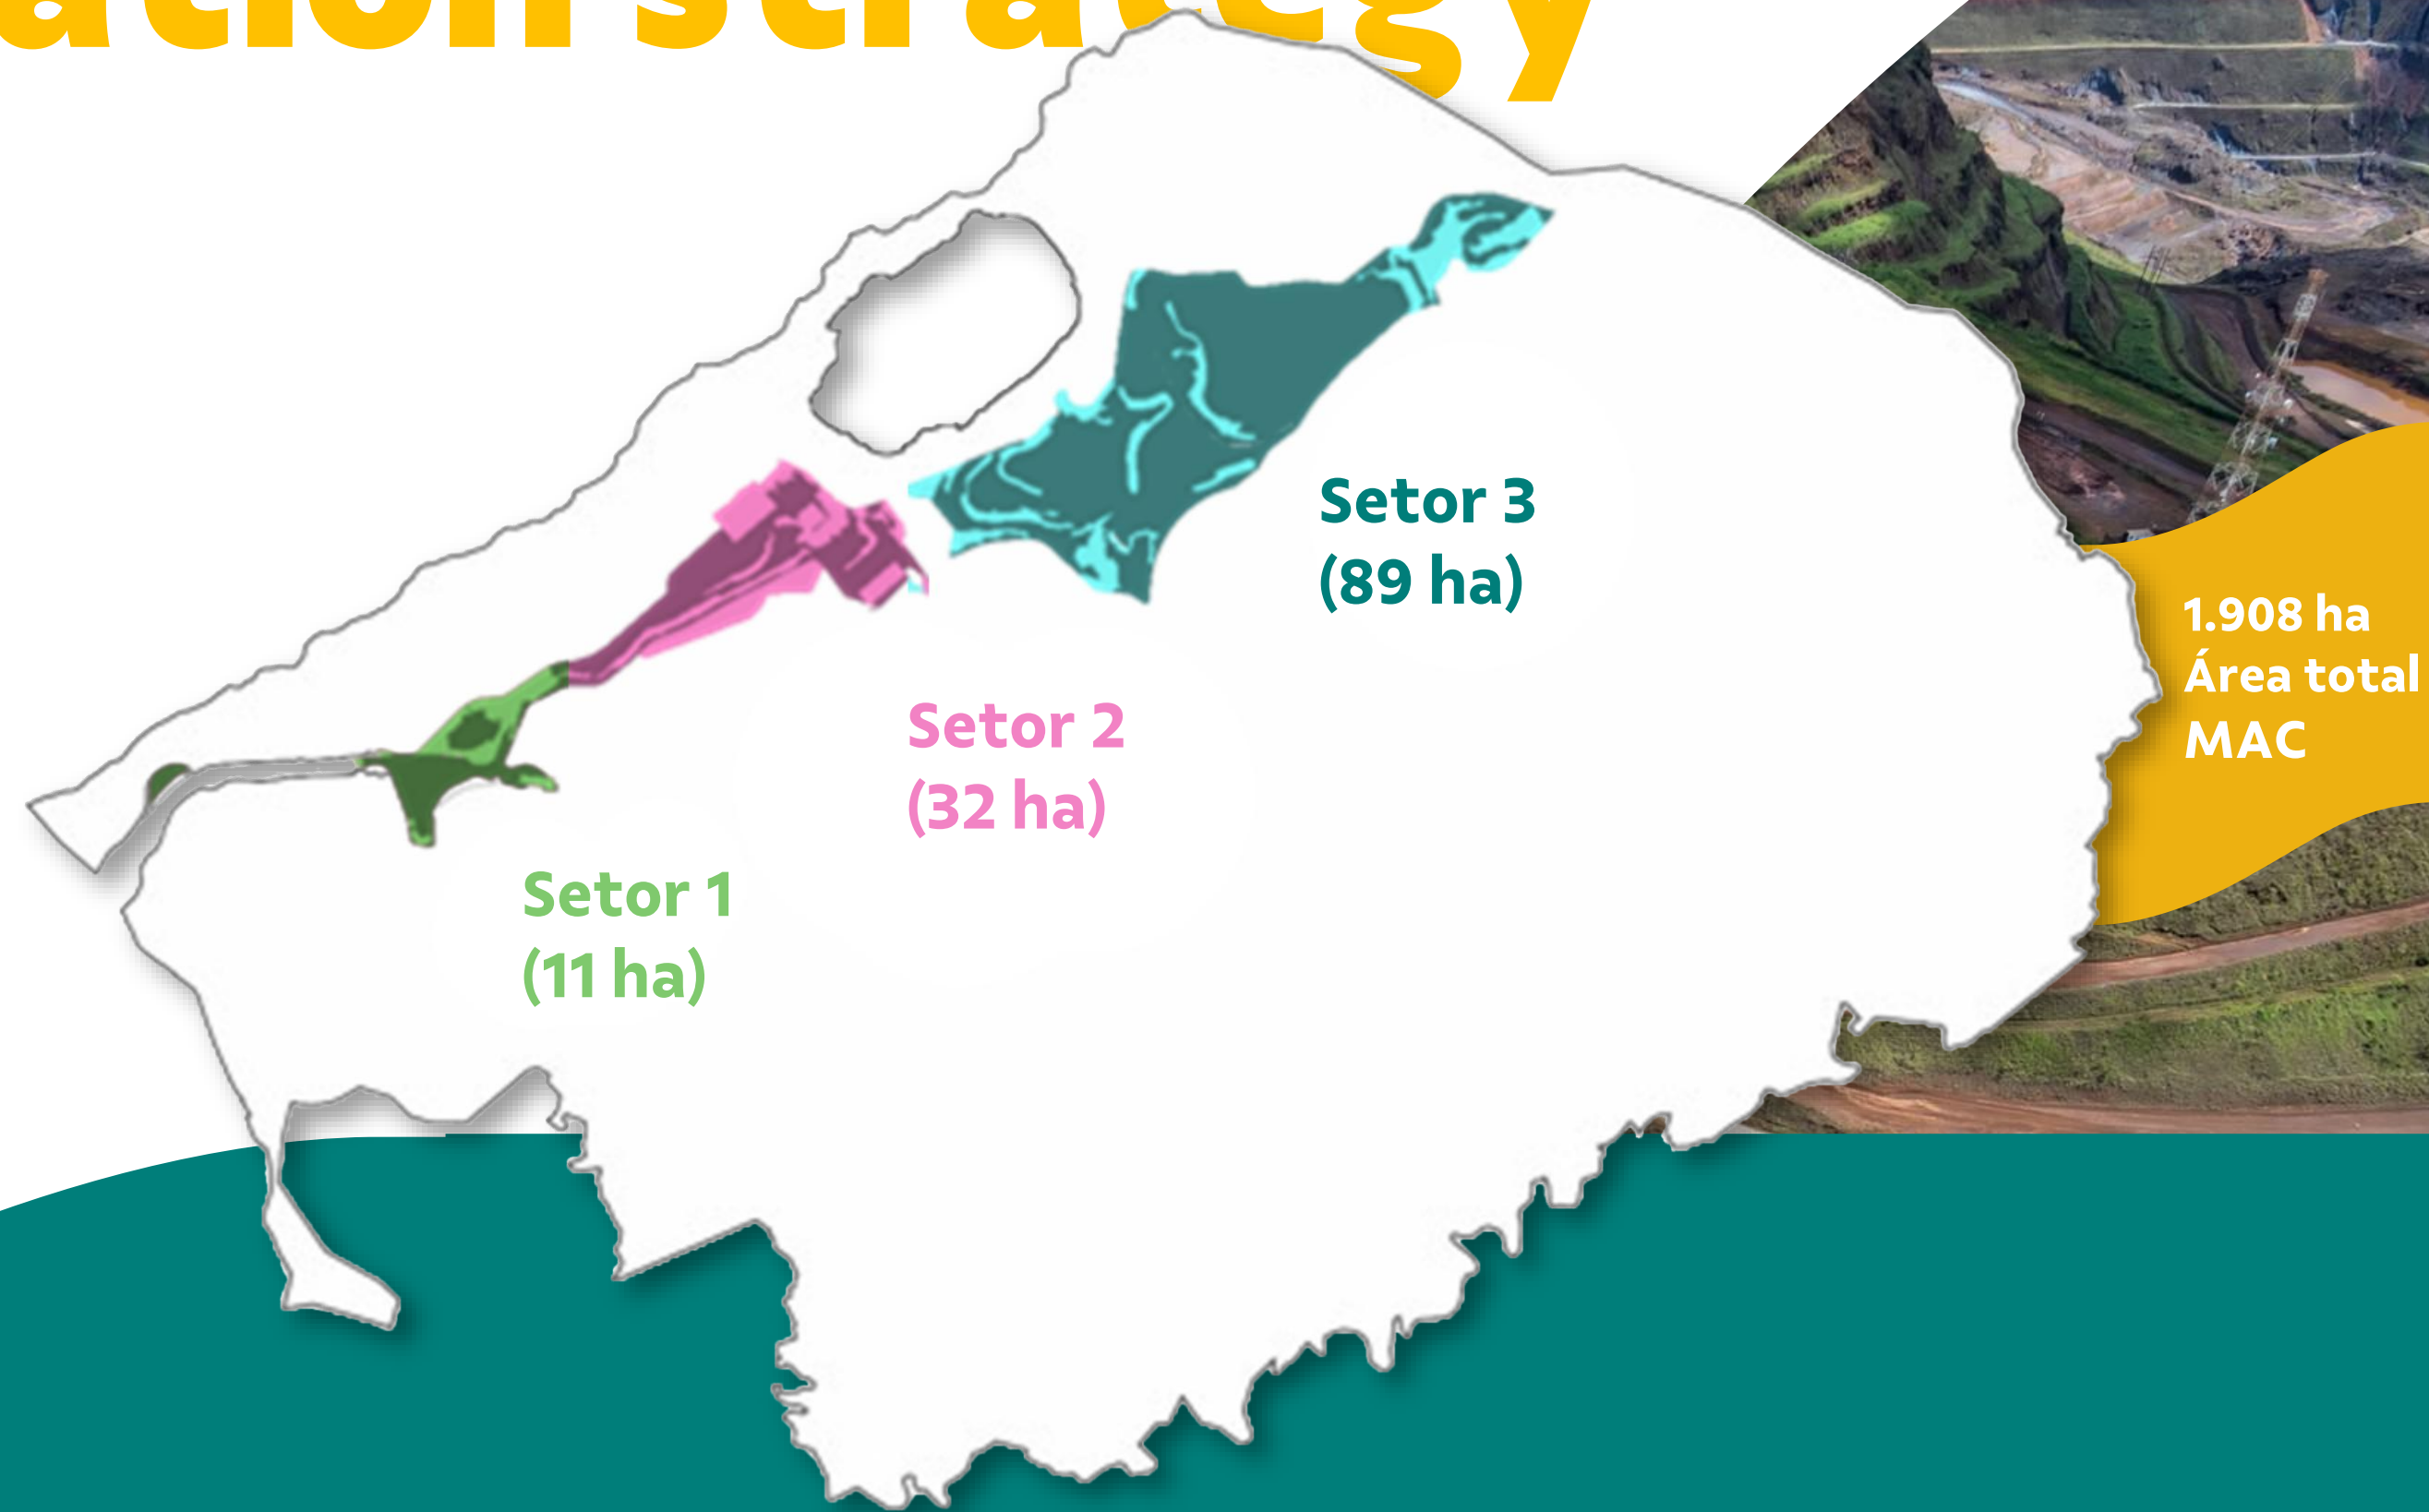 strategy
Setor 3
(89 ha)
1.908 ha
Área total
MAC
Setor 2
(32 ha)
Setor 1
(11 ha)